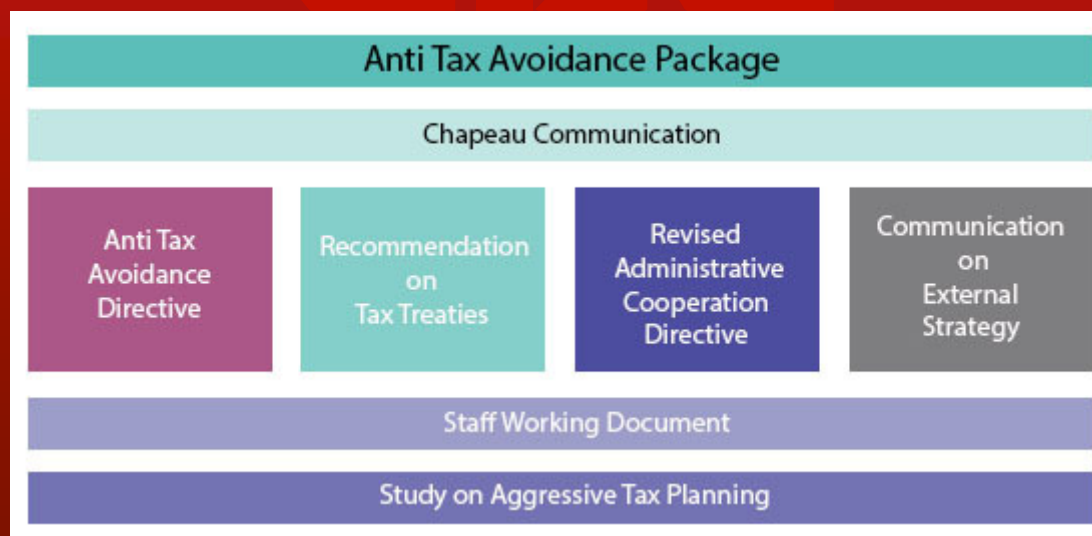 Anti Tax Avoidance Package
Chapeau Communication
Anti Tax
Avoidance
Directive
Recommendation
on
Tax Treaties
Revised
Administrative
Cooperation
Directive
Communication
on
External
Strategy
Staff Working Document
Study on Aggressive Tax Planning